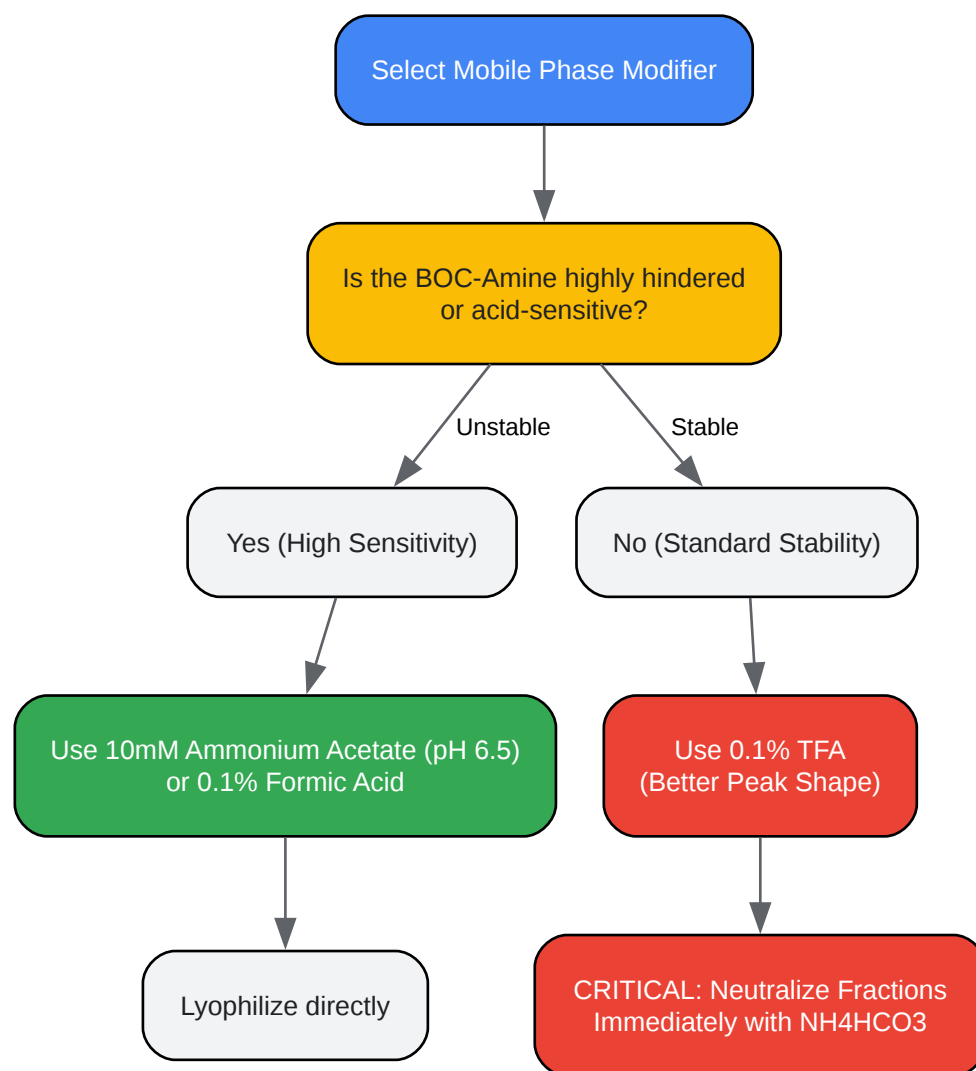 Select Mobile Phase Modifier
Is the BOC-Amine highly hindered
or acid-sensitive?
Unstable
Stable
Yes (High Sensitivity)
No (Standard Stability)
Use 10mM Ammonium Acetate (pH 6.5)
or 0.1% Formic Acid
Use 0.1% TFA
(Better Peak Shape)
Lyophilize directly
CRITICAL: Neutralize Fractions
Immediately with NH4HCO3